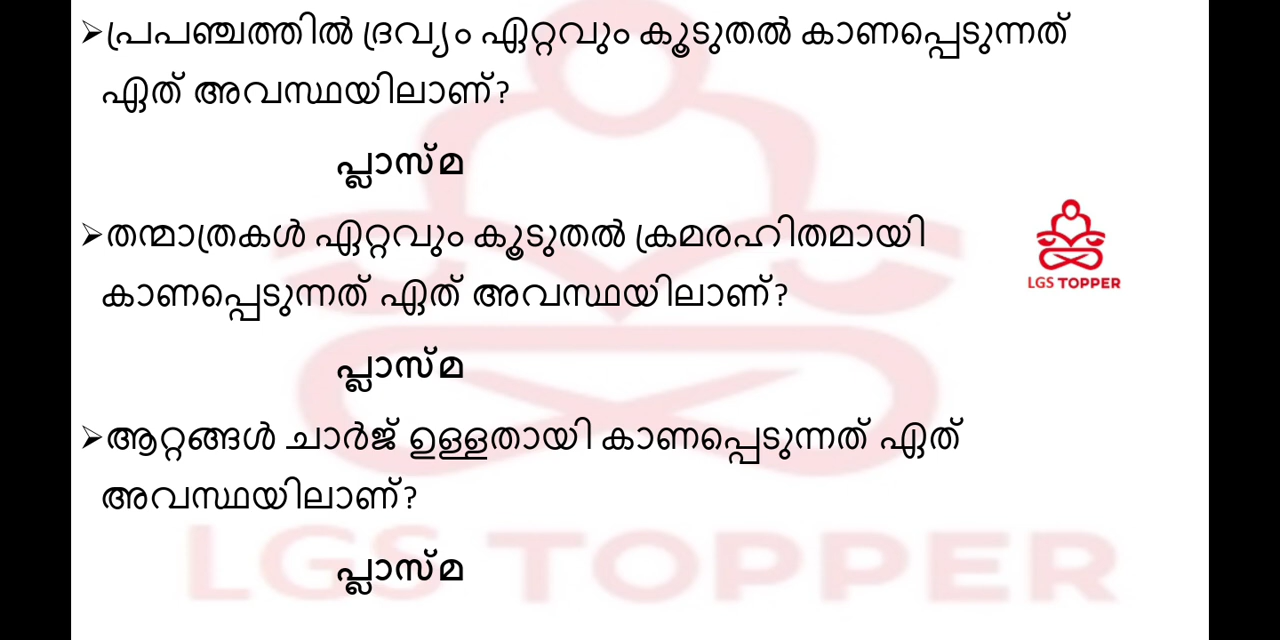 ➢പ്രപഞ്ചത്തിൽ ദ്രവ്യം ഏറ്റവും കൂടുതൽ കാണപ്പെടുന്നത്
ഏത് അവസ്ഥയിലാണ്?
പ്ലാസ്മ
➢തന്മാത്രകൾ ഏറ്റവും കൂടുതൽ ക്രമരഹിതമായി
കാണപ്പെടുന്നത് ഏത് അവസ്ഥയിലാണ്?
LGS TOPPER
പ്ലാസ്മ
➢ആറ്റങ്ങൾ ചാർജ് ഉള്ളതായി കാണപ്പെടുന്നത് ഏത്
അവസ്ഥയിലാണ്?
പ്ലാസ്മ
LGS TOPPER